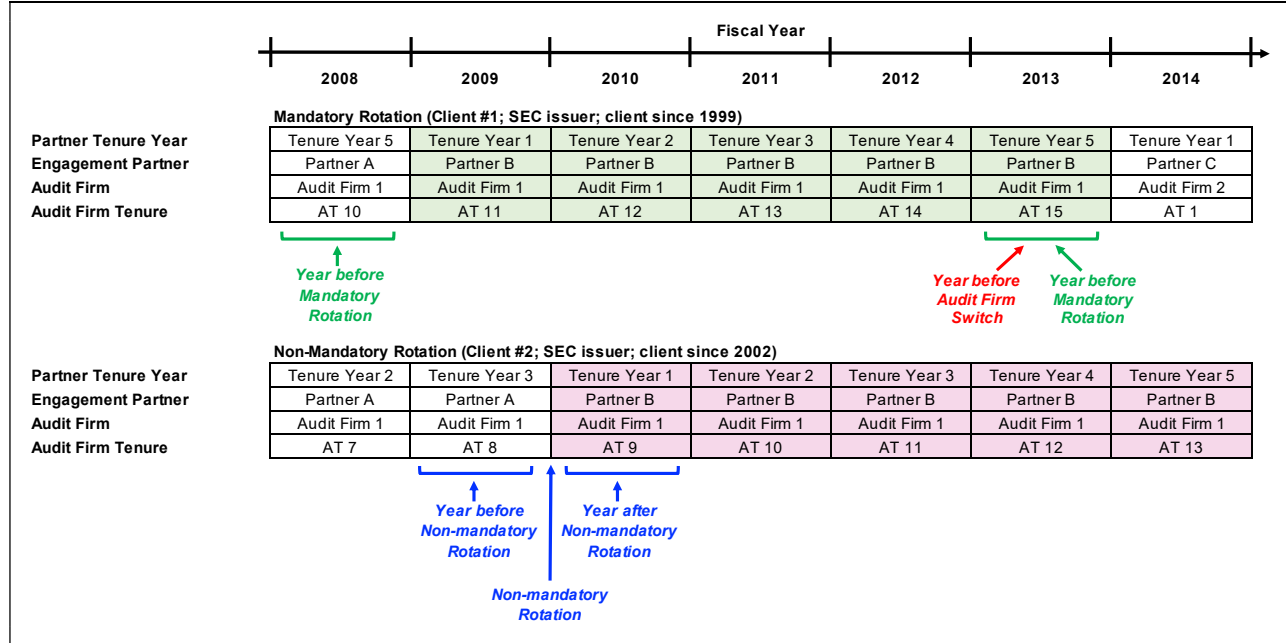 Fiscal Year
2008 2009 2010 2011 2012 2013 2014
Mandatory Rotation (Client #1; SEC issuer; client since 1999)
Partner Tenure Year Tenure Year 5 Tenure Year 1 Tenure Year 2 Tenure Year 3 Tenure Year 4 Tenure Year 5 Tenure Year 1
Engagement Partner Partner A Partner B Partner B Partner B Partner B Partner B Partner C
Audit Firm Audit Firm 1 Audit Firm 1 Audit Firm 1 Audit Firm 1 Audit Firm 1 Audit Firm 1 Audit Firm 2
Audit Firm Tenure AT 10 AT 11 AT 12 AT 13 AT 14 AT 15 AT 1
Year before
Mandatory
Rotation
Year before
Audit Firm
Switch
Year before
Mandatory
Rotation
Non-Mandatory Rotation (Client #2; SEC issuer; client since 2002)
Partner Tenure Year Tenure Year 2 Tenure Year 3 Tenure Year 1 Tenure Year 2 Tenure Year 3 Tenure Year 4 Tenure Year 5
Engagement Partner Partner A Partner A Partner B Partner B Partner B Partner B Partner B
Audit Firm Audit Firm 1 Audit Firm 1 Audit Firm 1 Audit Firm 1 Audit Firm 1 Audit Firm 1 Audit Firm 1
Audit Firm Tenure AT 7 AT 8 AT 9 AT 10 AT 11 AT 12 AT 13
Year before
Non-mandatory
Rotation
Year after
Non-mandatory
Rotation
Non-mandatory
Rotation